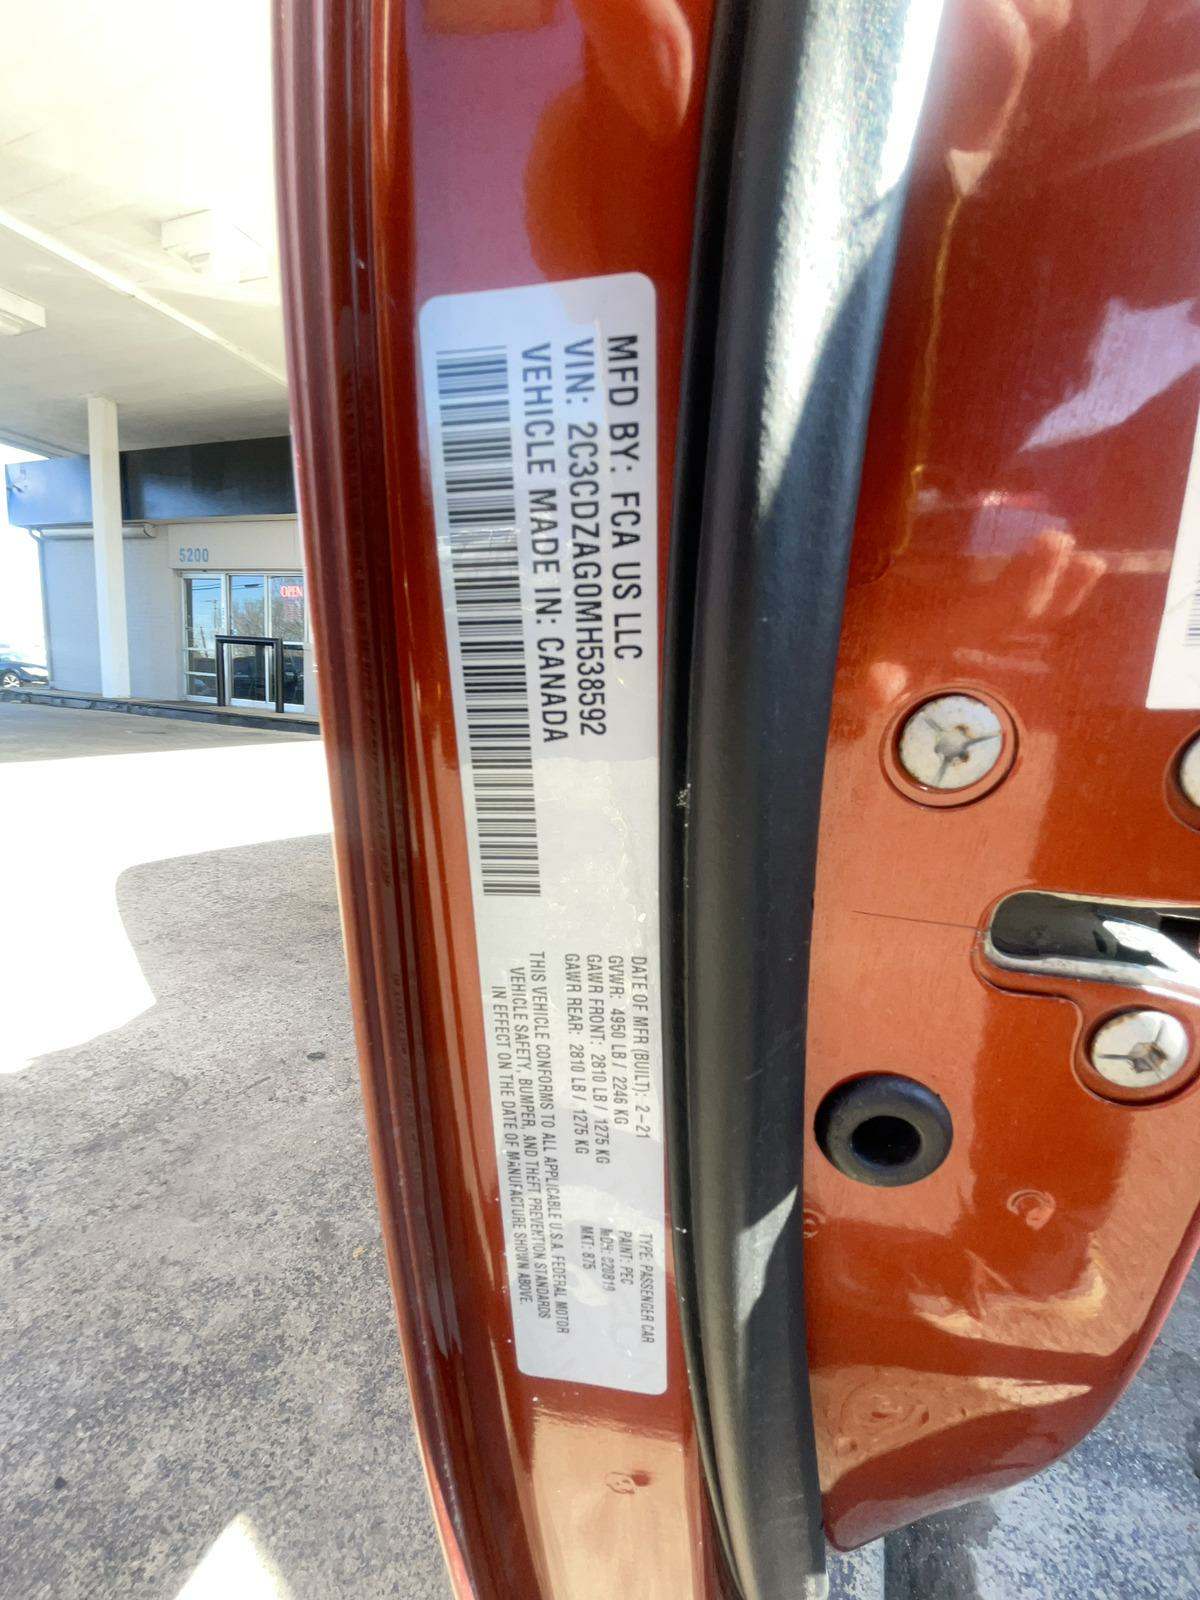 MFD BY: FCA US LLC
VIN: 2C3CDZAG0MH538592
VEHICLE MADE IN: CANADA
DATE OF MFR (BUILT): 2-21
GVWR: 4950 LB / 2246 KG
GAWR FRONT: 2810 LB / 1275 KG
GAWR REAR: 2810 LB / 1275 KG
THIS VEHICLE CONFORMS TO ALL APPLICABLE U.S.A. FEDERAL MOTOR
VEHICLE SAFETY, BUMPER, AND THEFT PREVENTION STANDARDS
IN EFFECT ON THE DATE OF MANUFACTURE SHOWN ABOVE.
TYPE: PASSENGER CAR
PAINT: PEC
MDH: 020819
MKT: 875
5200
OPEN